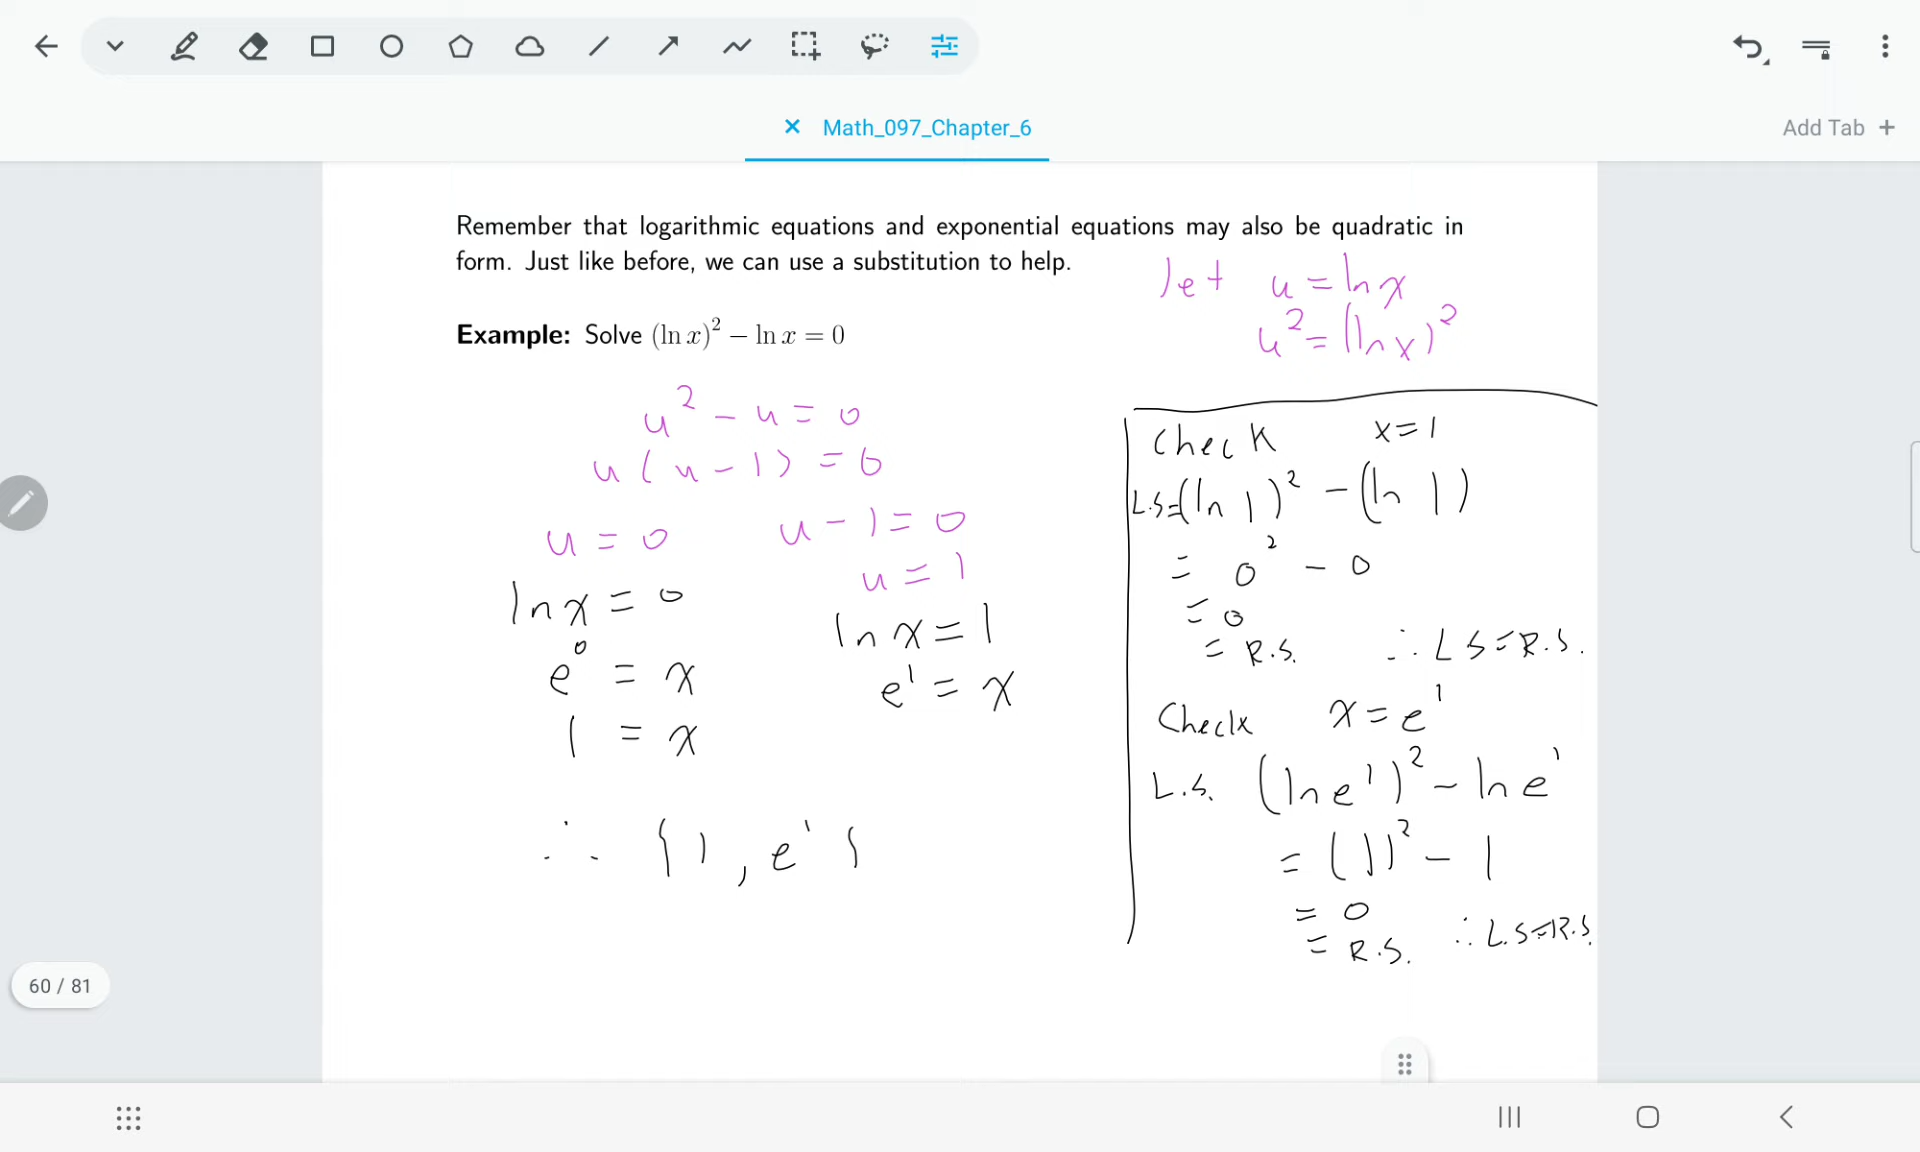 Math_097_Chapter_6
Add Tab +
Remember that logarithmic equations and exponential equations may also be quadratic in
form. Just like before, we can use a substitution to help.
let u = ln x
u² = (ln x)²
Example: Solve (ln x)² − ln x = 0
u² − u = 0
u(u − 1) = 0
u = 0
ln x = 0
e⁰ = x
1 = x
u − 1 = 0
u = 1
ln x = 1
e¹ = x
∴ {1, e¹}
Check x = 1
L.S = (ln 1)² − (ln 1)
= 0² − 0
= 0
= R.S. ∴ LS = R.S.
Check x = e¹
L.S. (ln e¹)² − ln e¹
= (1)² − 1
= 0
= R.S. ∴ L.S = R.S.
60 / 81